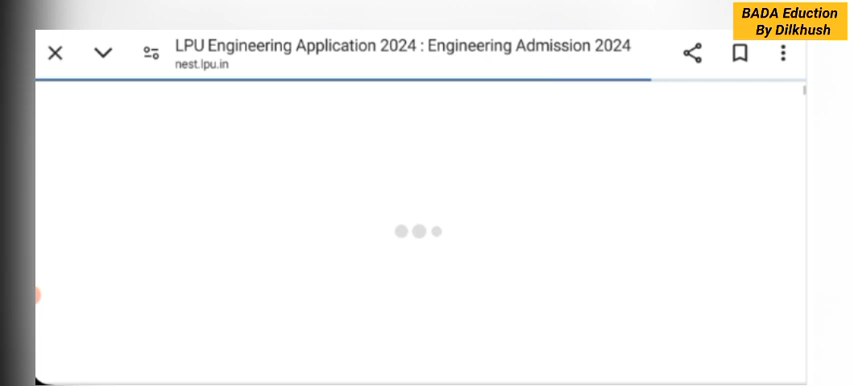 BADA Eduction
By Dilkhush
LPU Engineering Application 2024 : Engineering Admission 2024
nest.lpu.in